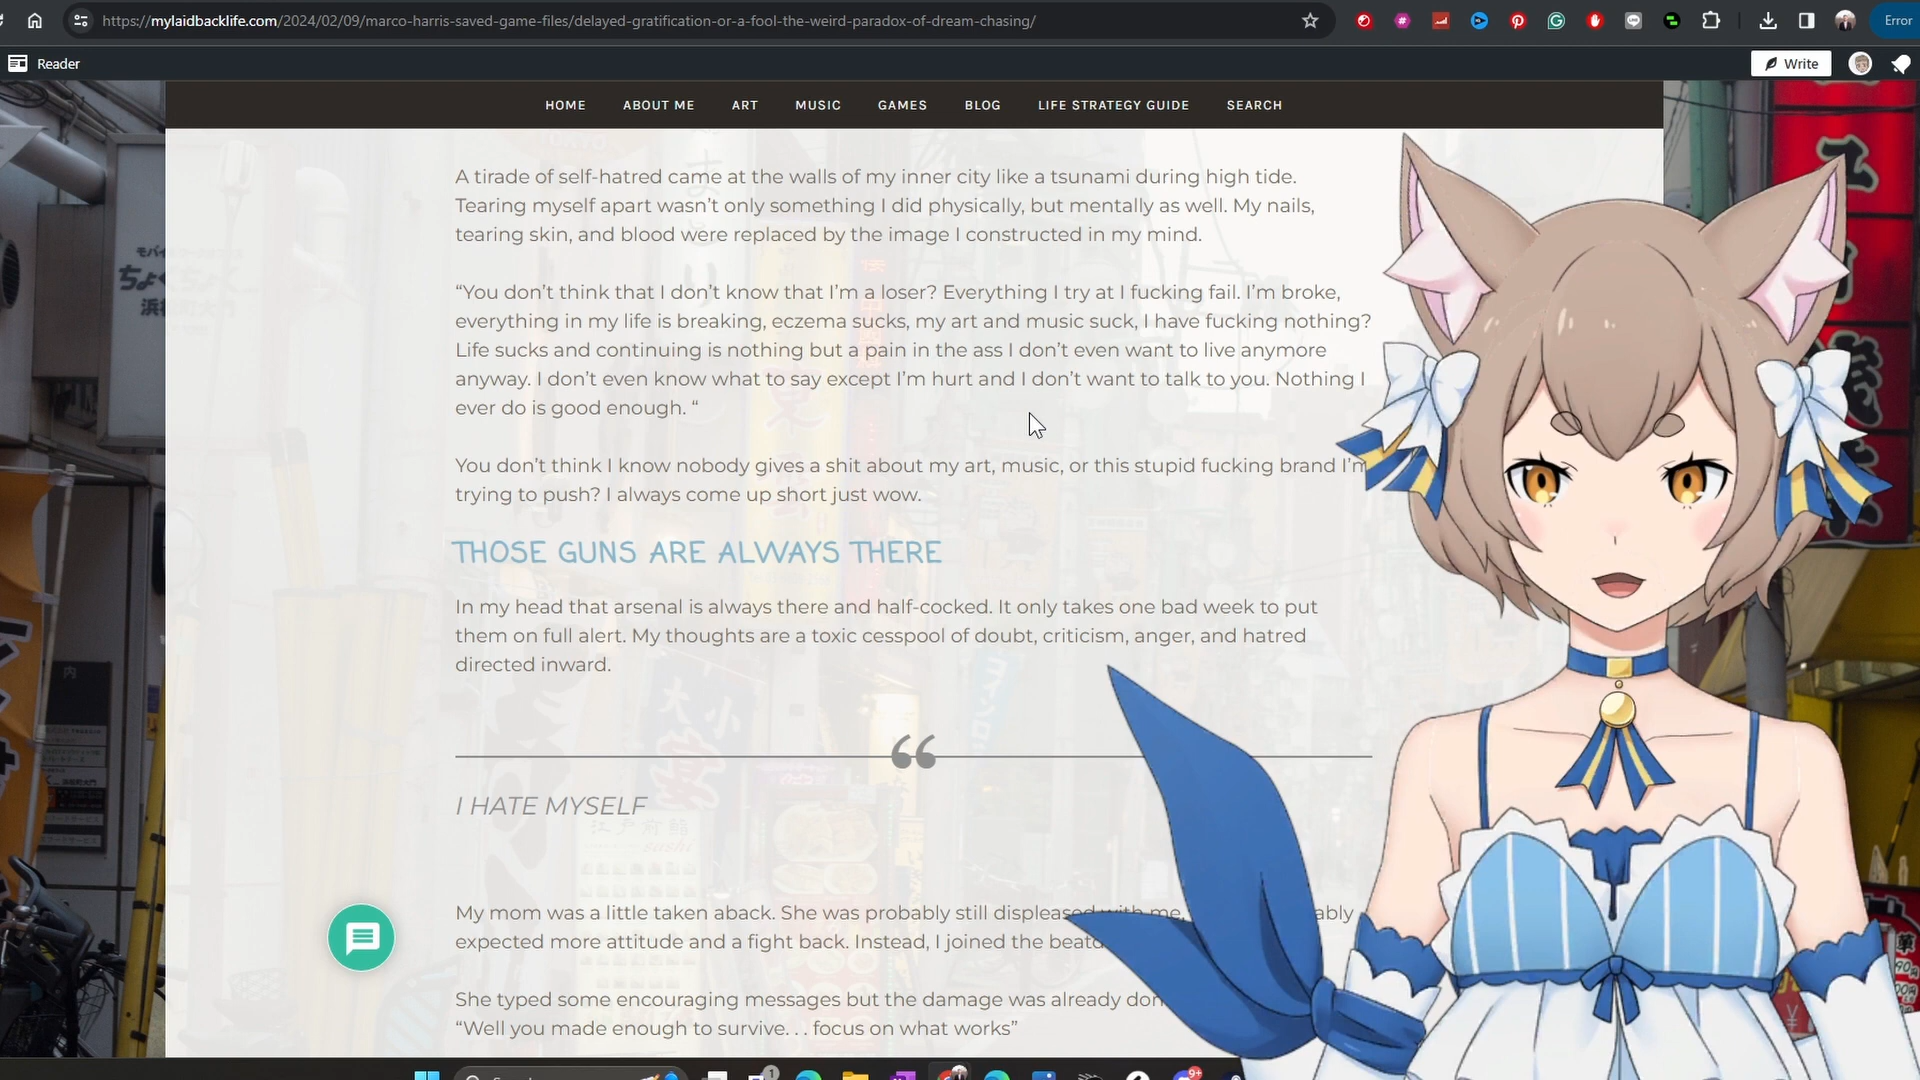 https://mylaidbacklife.com/2024/02/09/marco-harris-saved-game-files/delayed-gratification-or-a-fool-the-weird-paradox-of-dream-chasing/
Error
Reader
Write
HOME ABOUT ME ART MUSIC GAMES BLOG LIFE STRATEGY GUIDE SEARCH
A tirade of self-hatred came at the walls of my inner city like a tsunami during high tide.
Tearing myself apart wasn’t only something I did physically, but mentally as well. My nails,
tearing skin, and blood were replaced by the image I constructed in my mind.
“You don’t think that I don’t know that I’m a loser? Everything I try at I fucking fail. I’m broke,
everything in my life is breaking, eczema sucks, my art and music suck, I have fucking nothing?
Life sucks and continuing is nothing but a pain in the ass I don’t even want to live anymore
anyway. I don’t even know what to say except I’m hurt and I don’t want to talk to you. Nothing I
ever do is good enough. “
You don’t think I know nobody gives a shit about my art, music, or this stupid fucking brand I’m
trying to push? I always come up short just wow.
THOSE GUNS ARE ALWAYS THERE
In my head that arsenal is always there and half-cocked. It only takes one bad week to put
them on full alert. My thoughts are a toxic cesspool of doubt, criticism, anger, and hatred
directed inward.
“
I HATE MYSELF
My mom was a little taken aback. She was probably still displeased with me,
expected more attitude and a fight back. Instead, I joined the
She typed some encouraging messages but the damage was already
“Well you made enough to survive. . . focus on what works”
1
9+